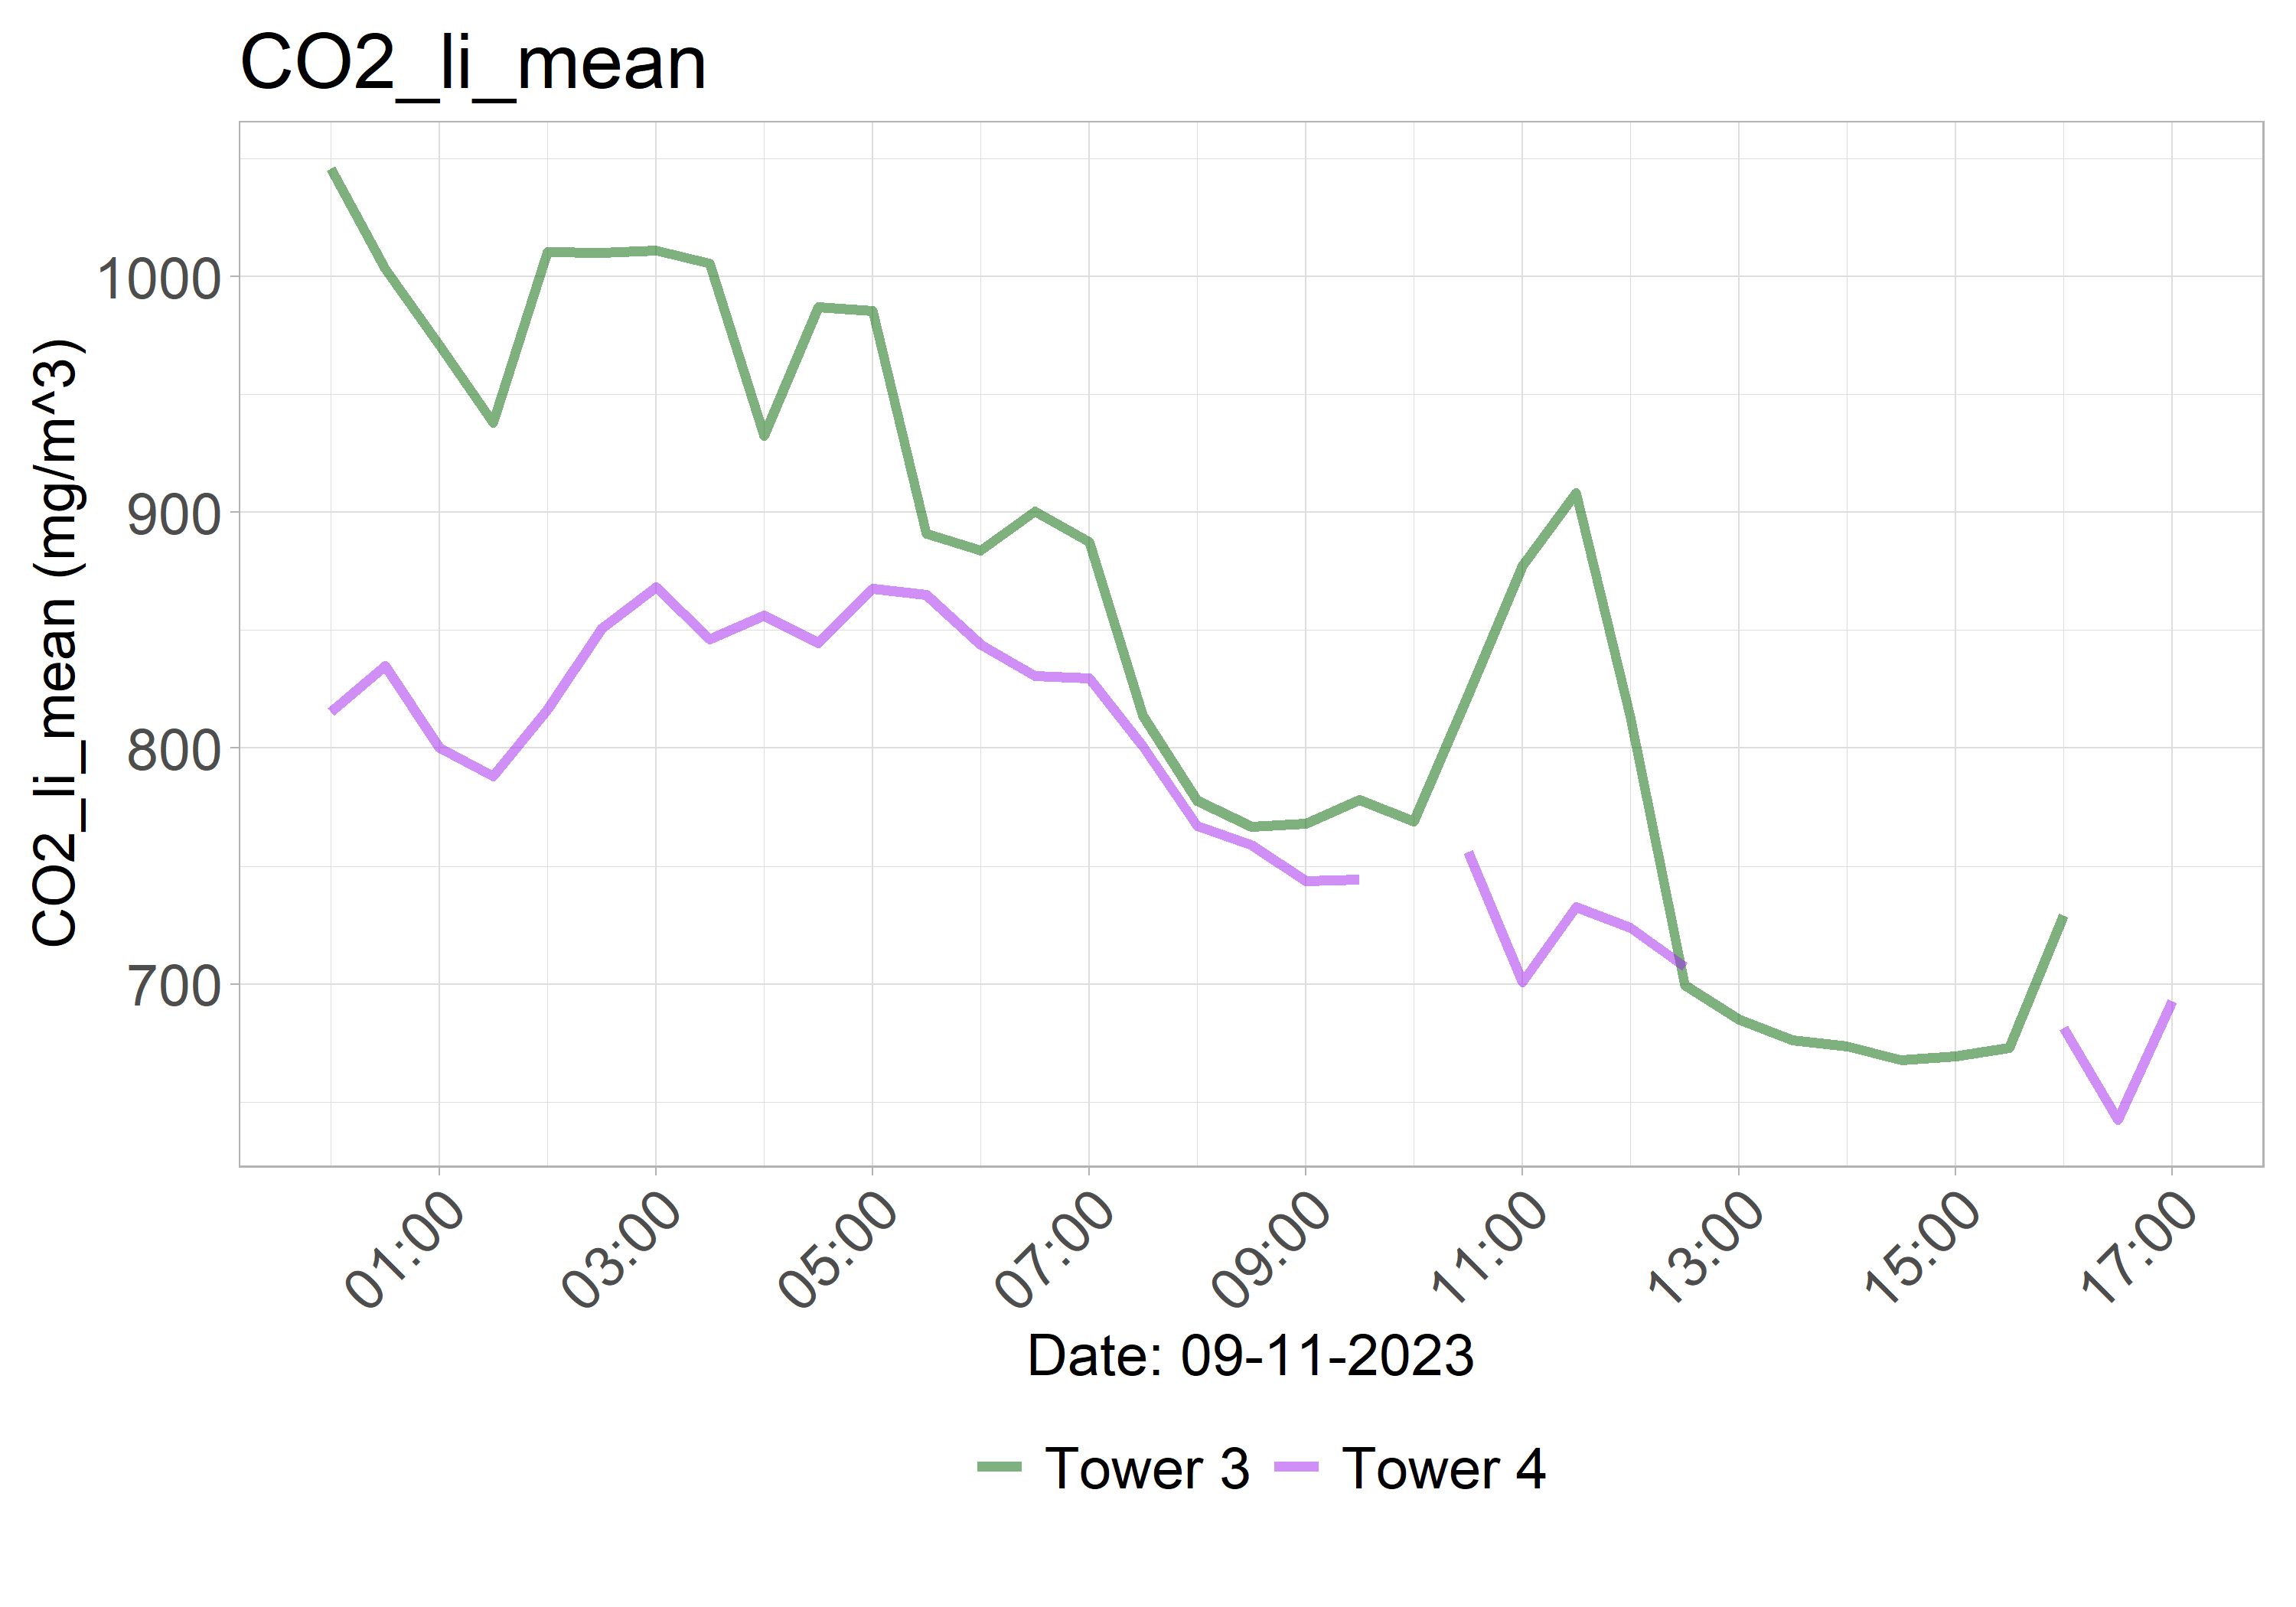 CO2_li_mean
CO2_li_mean (mg/m^3)
1000
900
800
700
01:00 03:00 05:00 07:00 09:00 11:00 13:00 15:00 17:00
Date: 09-11-2023
Tower 3 Tower 4